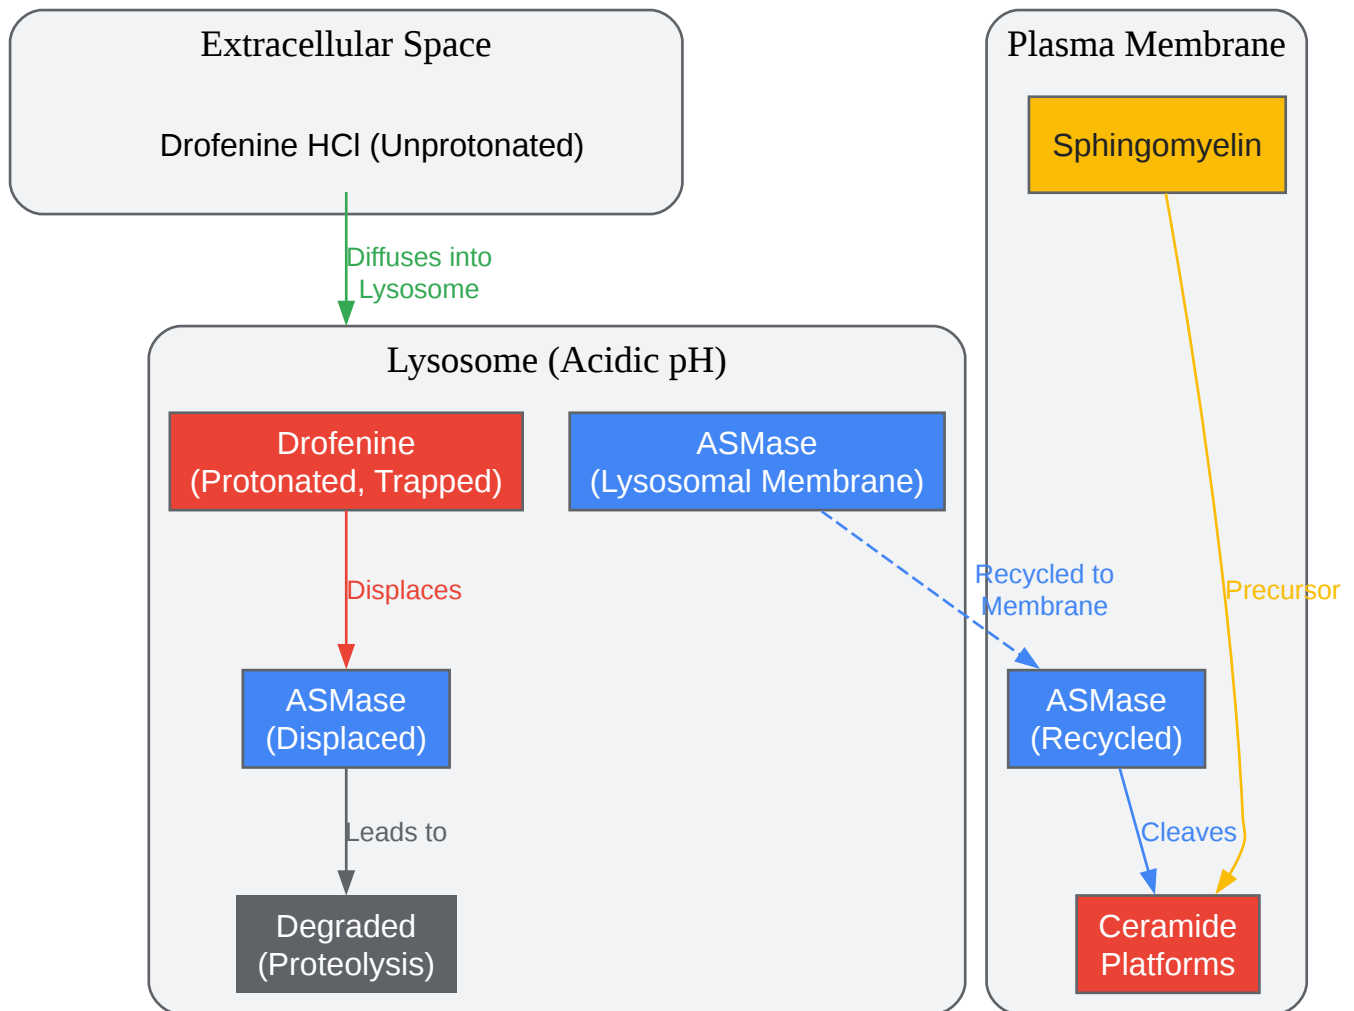 Extracellular Space
Drofenine HCl (Unprotonated)
Diffuses into
Lysosome
Lysosome (Acidic pH)
Drofenine
(Protonated, Trapped)
ASMase
(Lysosomal Membrane)
Displaces
ASMase
(Displaced)
Leads to
Degraded
(Proteolysis)
Plasma Membrane
Sphingomyelin
Recycled to
Membrane
Precursor
ASMase
(Recycled)
Cleaves
Ceramide
Platforms